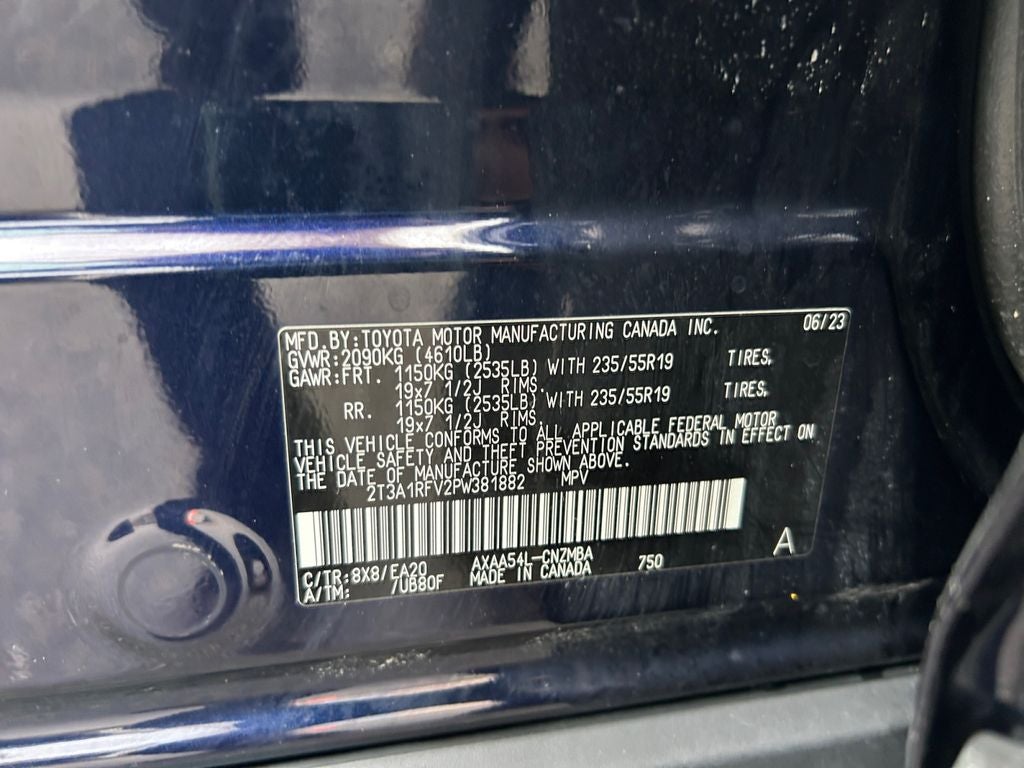 MFD.BY:TOYOTA MOTOR MANUFACTURING CANADA INC. 06/23
GVWR:2090KG (4610LB)
GAWR:FRT. 1150KG (2535LB) WITH 235/55R19 TIRES,
19x7 1/2J RIMS.
RR. 1150KG (2535LB) WITH 235/55R19 TIRES,
19x7 1/2J RIMS.
THIS VEHICLE CONFORMS TO ALL APPLICABLE FEDERAL MOTOR
VEHICLE SAFETY AND THEFT PREVENTION STANDARDS IN EFFECT ON
THE DATE OF MANUFACTURE SHOWN ABOVE.
2T3A1RFV2PW381882 MPV
C/TR:8X8/EA20 AXAA54L-CNZMBA 750 A
A/TM: 7UB80F MADE IN CANADA